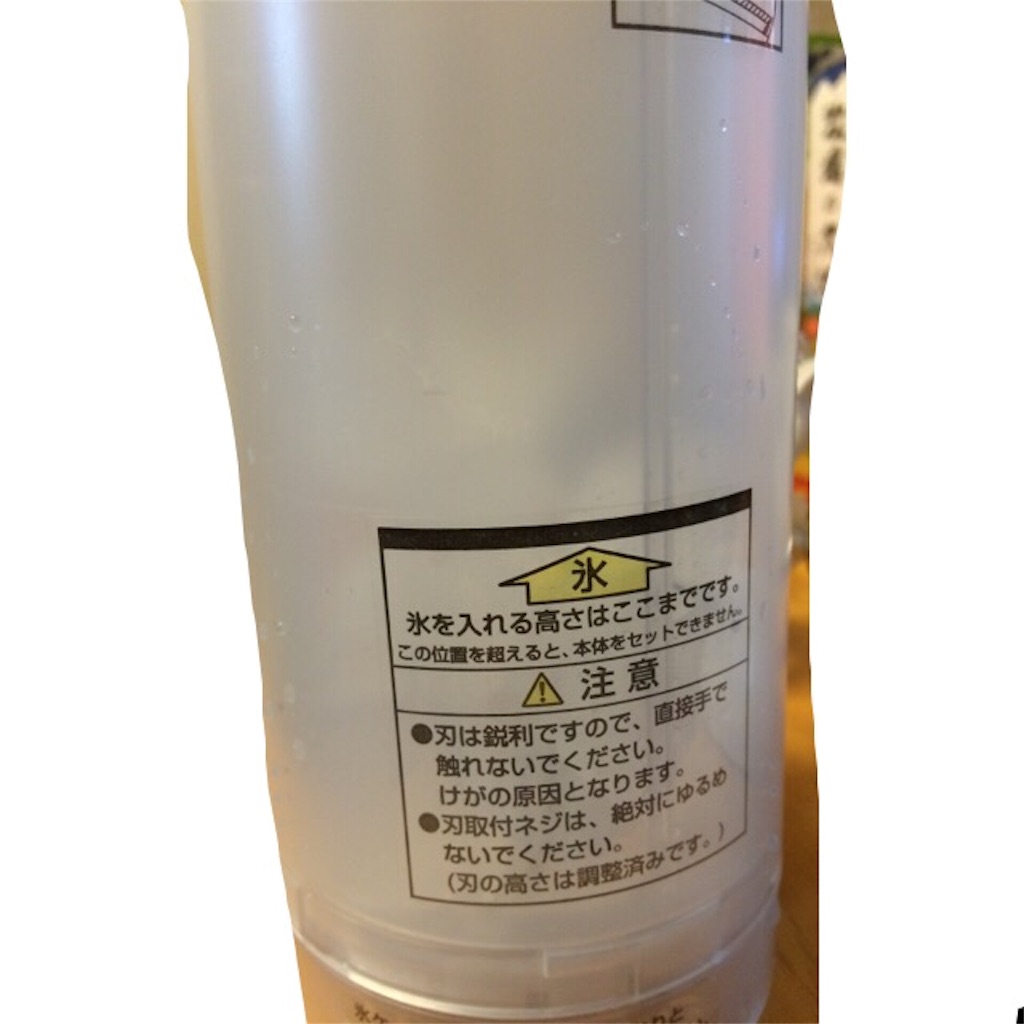 氷
氷を入れる高さはここまでです。
この位置を超えると、本体をセットできません。
注意
●刃は鋭利ですので、直接手で
触れないでください。
けがの原因となります。
●刃取付ネジは、絶対にゆるめ
ないでください。
(刃の高さは調整済みです。)